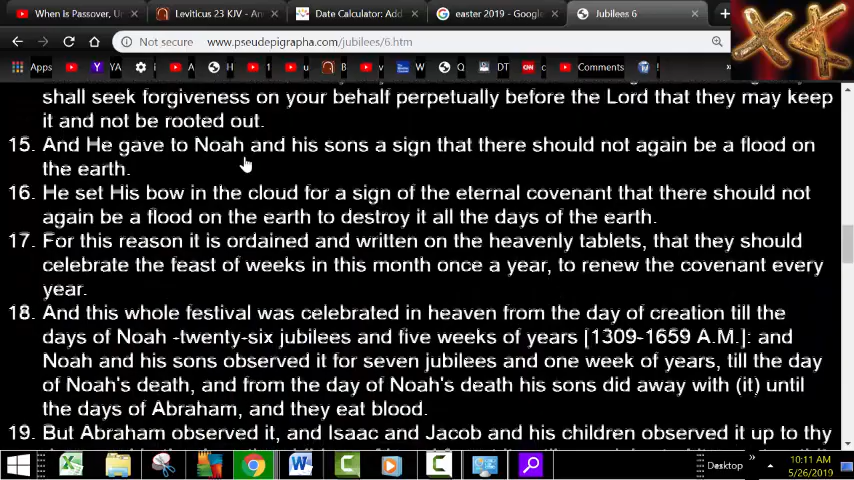 When is Passover, Un
Leviticus 23 KJV - An
Date Calculator: Add
easter 2019 - Google
Jubilees 6
Not secure
www.pseudepigrapha.com/jubilees/6.htm
Apps
YA
A
H
1
u
B
v
We
Q
DT
C
Comments
shall seek forgiveness on your behalf perpetually before the Lord that they may keep
it and not be rooted out.
15. And He gave to Noah and his sons a sign that there should not again be a flood on
the earth.
16. He set His bow in the cloud for a sign of the eternal covenant that there should not
again be a flood on the earth to destroy it all the days of the earth.
17. For this reason it is ordained and written on the heavenly tablets, that they should
celebrate the feast of weeks in this month once a year, to renew the covenant every
year.
18. And this whole festival was celebrated in heaven from the day of creation till the
days of Noah -twenty-six jubilees and five weeks of years [1309-1659 A.M.]: and
Noah and his sons observed it for seven jubilees and one week of years, till the day
of Noah's death, and from the day of Noah's death his sons did away with (it) until
the days of Abraham, and they eat blood.
19. But Abraham observed it, and Isaac and Jacob and his children observed it up to thy
Desktop
10:11 AM
5/26/2019